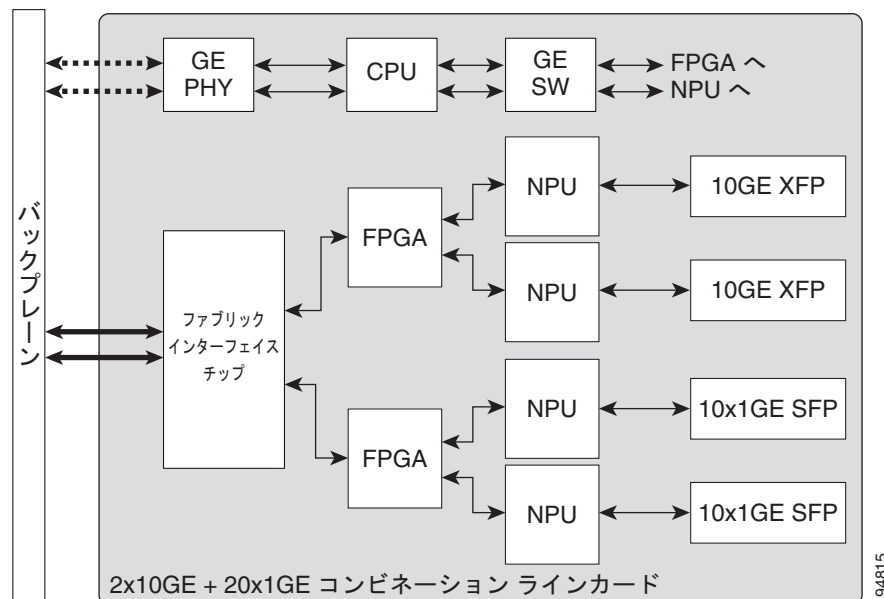 バックプレーン
GE
PHY
CPU
GE
SW
FPGA へ
NPU へ
ファブリック
インターフェイス
チップ
FPGA
NPU
10GE XFP
NPU
10GE XFP
FPGA
NPU
10x1GE SFP
NPU
10x1GE SFP
2x10GE + 20x1GE コンビネーション ラインカード
94815